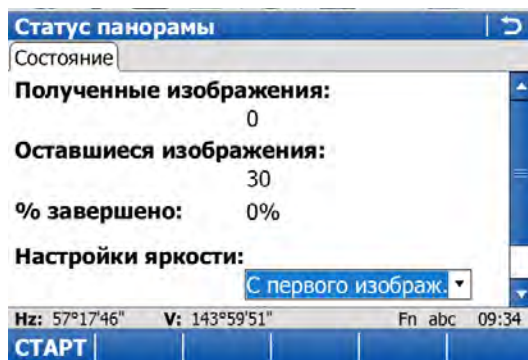 Статус панорамы
Состояние
Полученные изображения:
0
Оставшиеся изображения:
30
% завершено: 0%
Настройки яркости:
С первого изображ.
Hz: 57°17'46" V: 143°59'51" Fn abc 09:34
СТАРТ